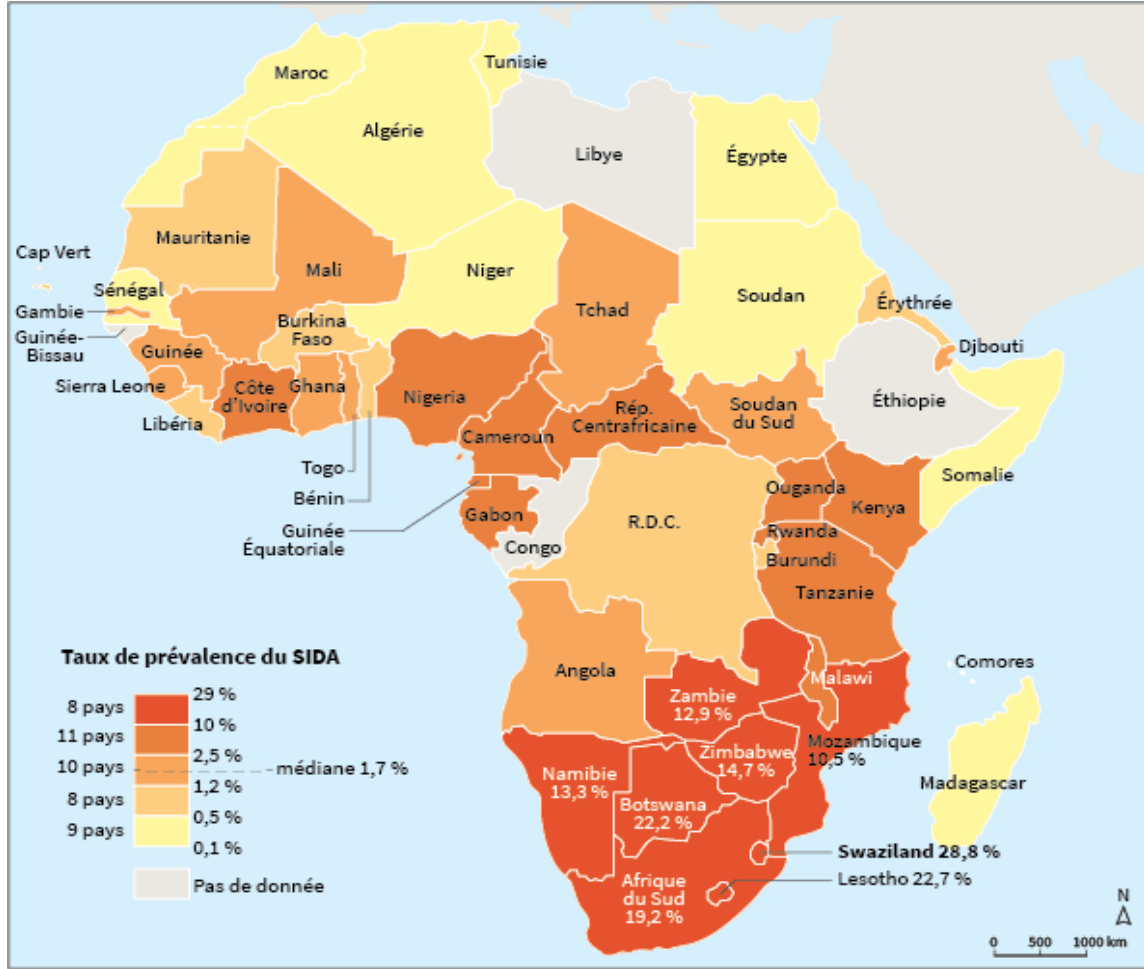 Maroc
Tunisie
Algérie
Libye
Égypte
Mauritanie
Cap Vert
Mali
Niger
Sénégal
Tchad
Soudan
Érythrée
Gambie
Guinée-
Bissau
Burkina
Faso
Djbouti
Guinée
Sierra Leone
Côte
d'Ivoire
Ghana
Nigeria
Rép.
Centrafricaine
Soudan
du Sud
Éthiopie
Libéria
Cameroun
Togo
Bénin
Somalie
Ouganda
Kenya
Guinée
Équatoriale
Gabon
Congo
R.D.C.
Rwanda
Burundi
Tanzanie
Comores
Angola
Malawi
Zambie
12,9 %
Mozambique
10,5 %
Zimbabwe
14,7 %
Namibie
13,3 %
Botswana
22,2 %
Madagascar
Swaziland 28,8 %
Lesotho 22,7 %
Afrique
du Sud
19,2 %
Taux de prévalence du SIDA
29 %
8 pays
10 %
11 pays
2,5 %
10 pays
médiane 1,7 %
1,2 %
8 pays
0,5 %
9 pays
0,1 %
Pas de donnée
N
0 500 1000 km